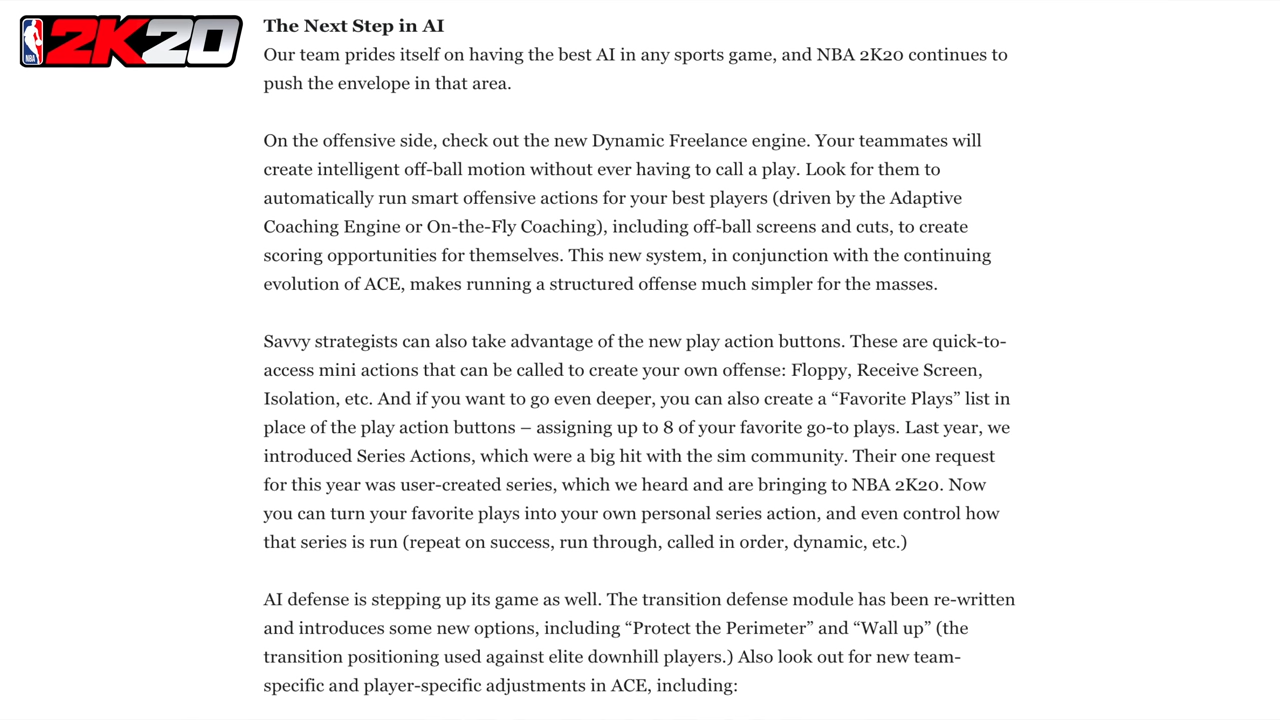 NBA 2K20
The Next Step in AI
Our team prides itself on having the best AI in any sports game, and NBA 2K20 continues to
push the envelope in that area.
On the offensive side, check out the new Dynamic Freelance engine. Your teammates will
create intelligent off-ball motion without ever having to call a play. Look for them to
automatically run smart offensive actions for your best players (driven by the Adaptive
Coaching Engine or On-the-Fly Coaching), including off-ball screens and cuts, to create
scoring opportunities for themselves. This new system, in conjunction with the continuing
evolution of ACE, makes running a structured offense much simpler for the masses.
Savvy strategists can also take advantage of the new play action buttons. These are quick-to-
access mini actions that can be called to create your own offense: Floppy, Receive Screen,
Isolation, etc. And if you want to go even deeper, you can also create a “Favorite Plays” list in
place of the play action buttons – assigning up to 8 of your favorite go-to plays. Last year, we
introduced Series Actions, which were a big hit with the sim community. Their one request
for this year was user-created series, which we heard and are bringing to NBA 2K20. Now
you can turn your favorite plays into your own personal series action, and even control how
that series is run (repeat on success, run through, called in order, dynamic, etc.)
AI defense is stepping up its game as well. The transition defense module has been re-written
and introduces some new options, including “Protect the Perimeter” and “Wall up” (the
transition positioning used against elite downhill players.) Also look out for new team-
specific and player-specific adjustments in ACE, including: